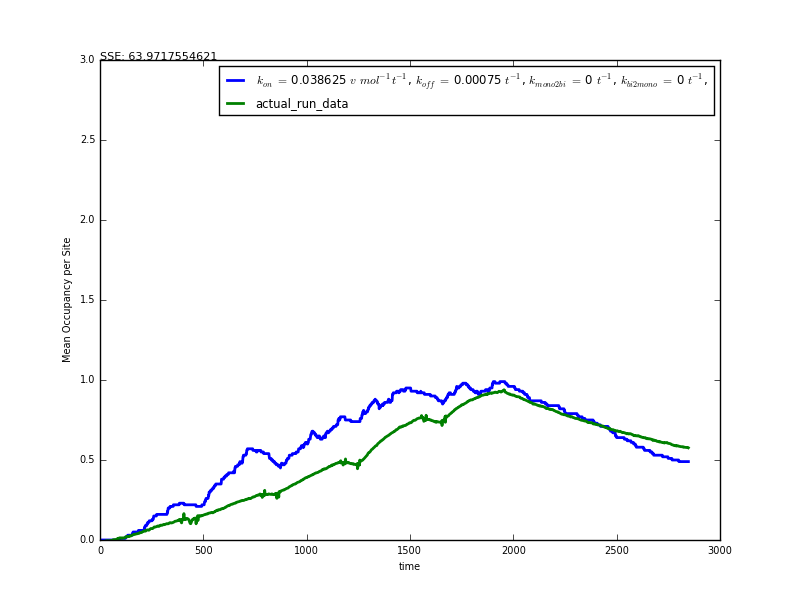 SSE: 63.9717554621
k_on = 0.038625 v mol^−1 t^−1, k_off = 0.00075 t^−1, k_mono2bi = 0 t^−1, k_bi2mono = 0 t^−1,
actual_run_data
3.0
2.5
2.0
1.5
1.0
0.5
0.0
Mean Occupancy per Site
0 500 1000 1500 2000 2500 3000
time